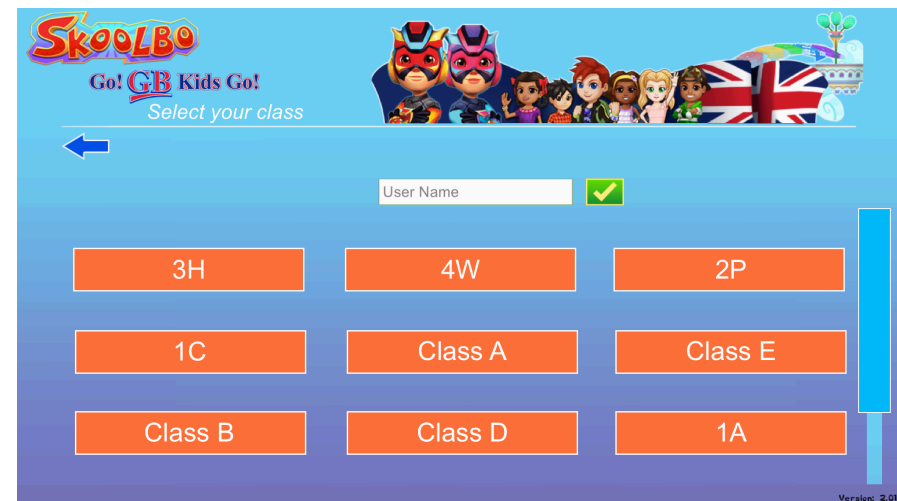 SKOOLBO
Go! GB Kids Go!
Select your class
User Name
3H 4W 2P
1C Class A Class E
Class B Class D 1A
Version: 2.01